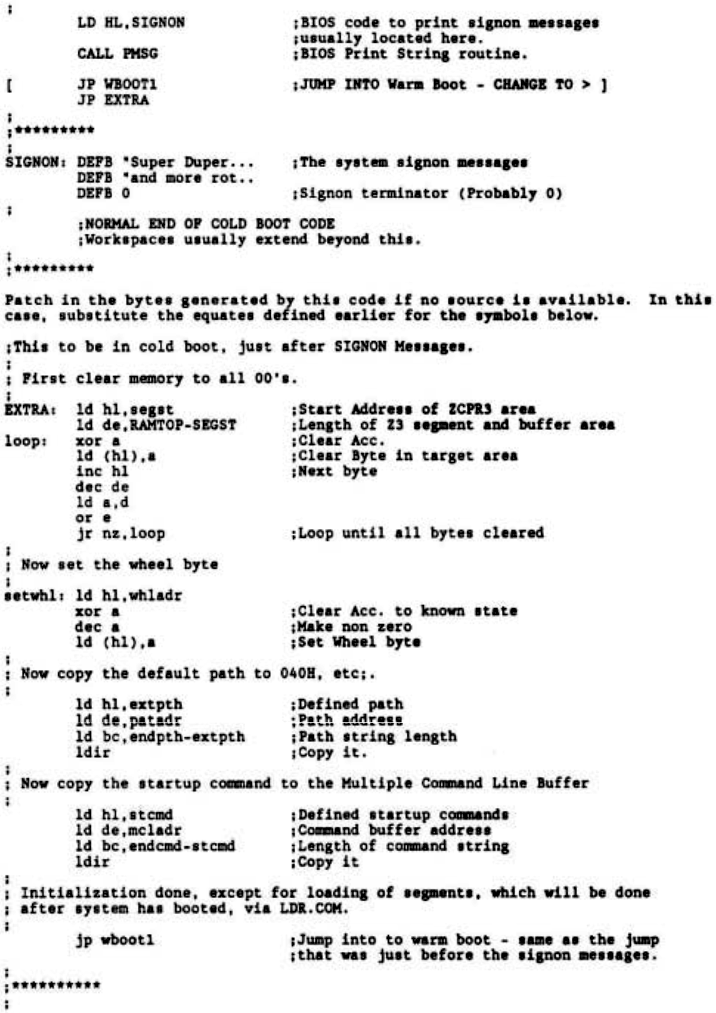 ;
        LD HL,SIGNON            ;BIOS code to print signon messages
                                ;usually located here.
        CALL PMSG               ;BIOS Print String routine.

[       JP WBOOT1               ;JUMP INTO Warm Boot - CHANGE TO > ]
        JP EXTRA
;
;*********
;
SIGNON: DEFB "Super Duper...    ;The system signon messages
        DEFB "and more rot..
        DEFB 0                  ;Signon terminator (Probably 0)
;
        ;NORMAL END OF COLD BOOT CODE
        ;Workspaces usually extend beyond this.
;
;*********

Patch in the bytes generated by this code if no source is available.  In this
case, substitute the equates defined earlier for the symbols below.

;This to be in cold boot, just after SIGNON Messages.
;
; First clear memory to all 00's.
;
EXTRA:  ld hl,segst             ;Start Address of ZCPR3 area
        ld de,RAMTOP-SEGST      ;Length of Z3 segment and buffer area
loop:   xor a                   ;Clear Acc.
        ld (hl),a               ;Clear Byte in target area
        inc hl                  ;Next byte
        dec de
        ld a,d
        or e
        jr nz,loop              ;Loop until all bytes cleared
;
; Now set the wheel byte
;
setwhl: ld hl,whladr
        xor a                   ;Clear Acc. to known state
        dec a                   ;Make non zero
        ld (hl),a               ;Set Wheel byte
;
; Now copy the default path to 040H, etc;.
;
        ld hl,extpth            ;Defined path
        ld de,patadr            ;Path address
        ld bc,endpth-extpth     ;Path string length
        ldir                    ;Copy it.
;
; Now copy the startup command to the Multiple Command Line Buffer
;
        ld hl,stcmd             ;Defined startup commands
        ld de,mcladr            ;Command buffer address
        ld bc,endcmd-stcmd      ;Length of command string
        ldir                    ;Copy it
;
; Initialization done, except for loading of segments, which will be done
; after system has booted, via LDR.COM.
;
        jp wboot1               ;Jump into to warm boot - same as the jump
                                ;that was just before the signon messages.
;
;**********
;